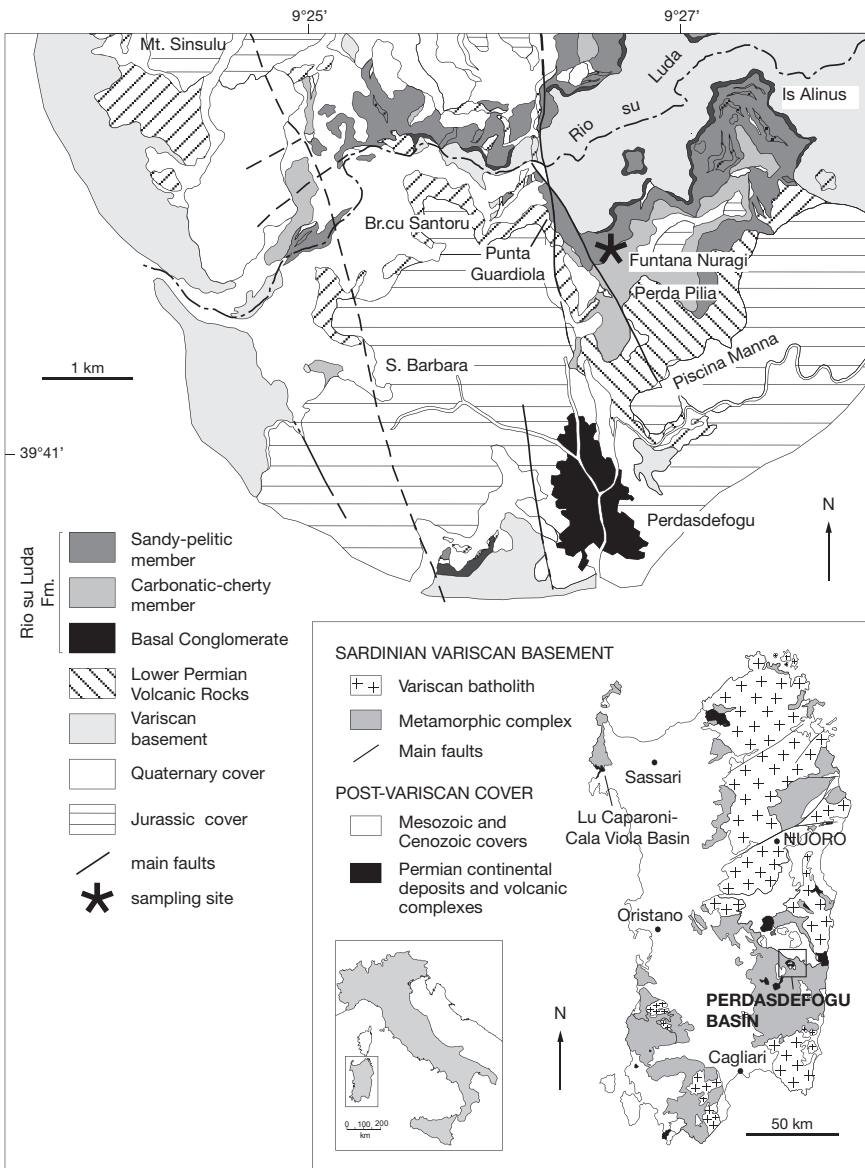 9°25’
9°27’
Mt. Sinsulu
Rio su Luda
Is Alinus
Br.cu Santoru
Punta
Guardiola
Funtana Nuragi
Perda Pilia
1 km
S. Barbara
Piscina Manna
39°41’
Perdasdefogu
N
Rio su Luda
Fm.
Sandy-pelitic
member
Carbonatic-cherty
member
Basal Conglomerate
Lower Permian
Volcanic Rocks
Variscan
basement
Quaternary cover
Jurassic cover
main faults
sampling site
SARDINIAN VARISCAN BASEMENT
Variscan batholith
Metamorphic complex
Main faults
POST-VARISCAN COVER
Mesozoic and
Cenozoic covers
Permian continental
deposits and volcanic
complexes
Sassari
Lu Caparoni-
Cala Viola Basin
NUORO
Oristano
PERDASDEFOGU
BASIN
N
Cagliari
50 km
0 100 200
km